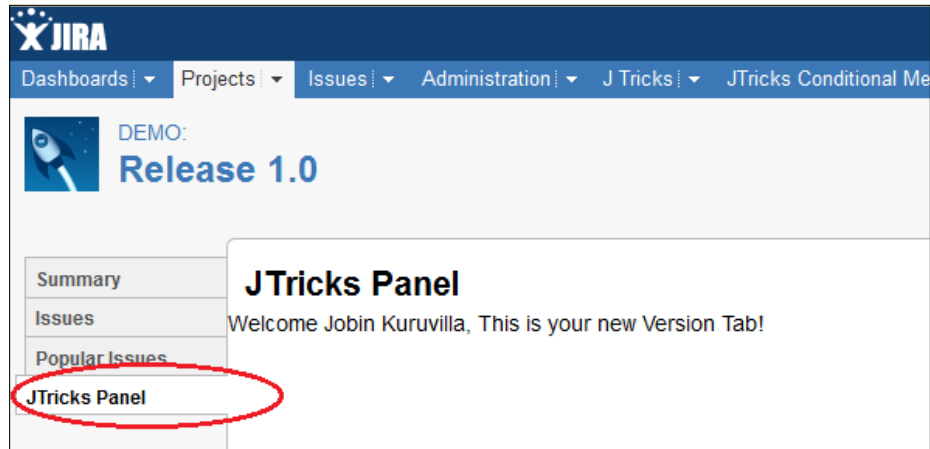 JIRA
Dashboards Projects Issues Administration J Tricks JTricks Conditional Me
DEMO:
Release 1.0
Summary
Issues
Popular Issues
JTricks Panel
JTricks Panel
Welcome Jobin Kuruvilla, This is your new Version Tab!